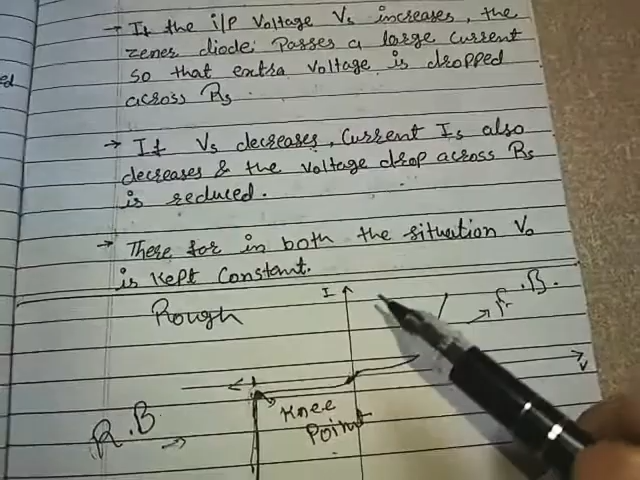 → If the i/p Voltage Vs increases, the
zener diode Passes a large current
so that extra voltage is dropped
across Rs.
ed
→ If Vs decreases, Current Is also
decreases & the voltage drop across Rs
is reduced.
→ There for in both the situation Vo
is Kept Constant.
Rough
I
F.B.
V
Knee
Point
R.B →